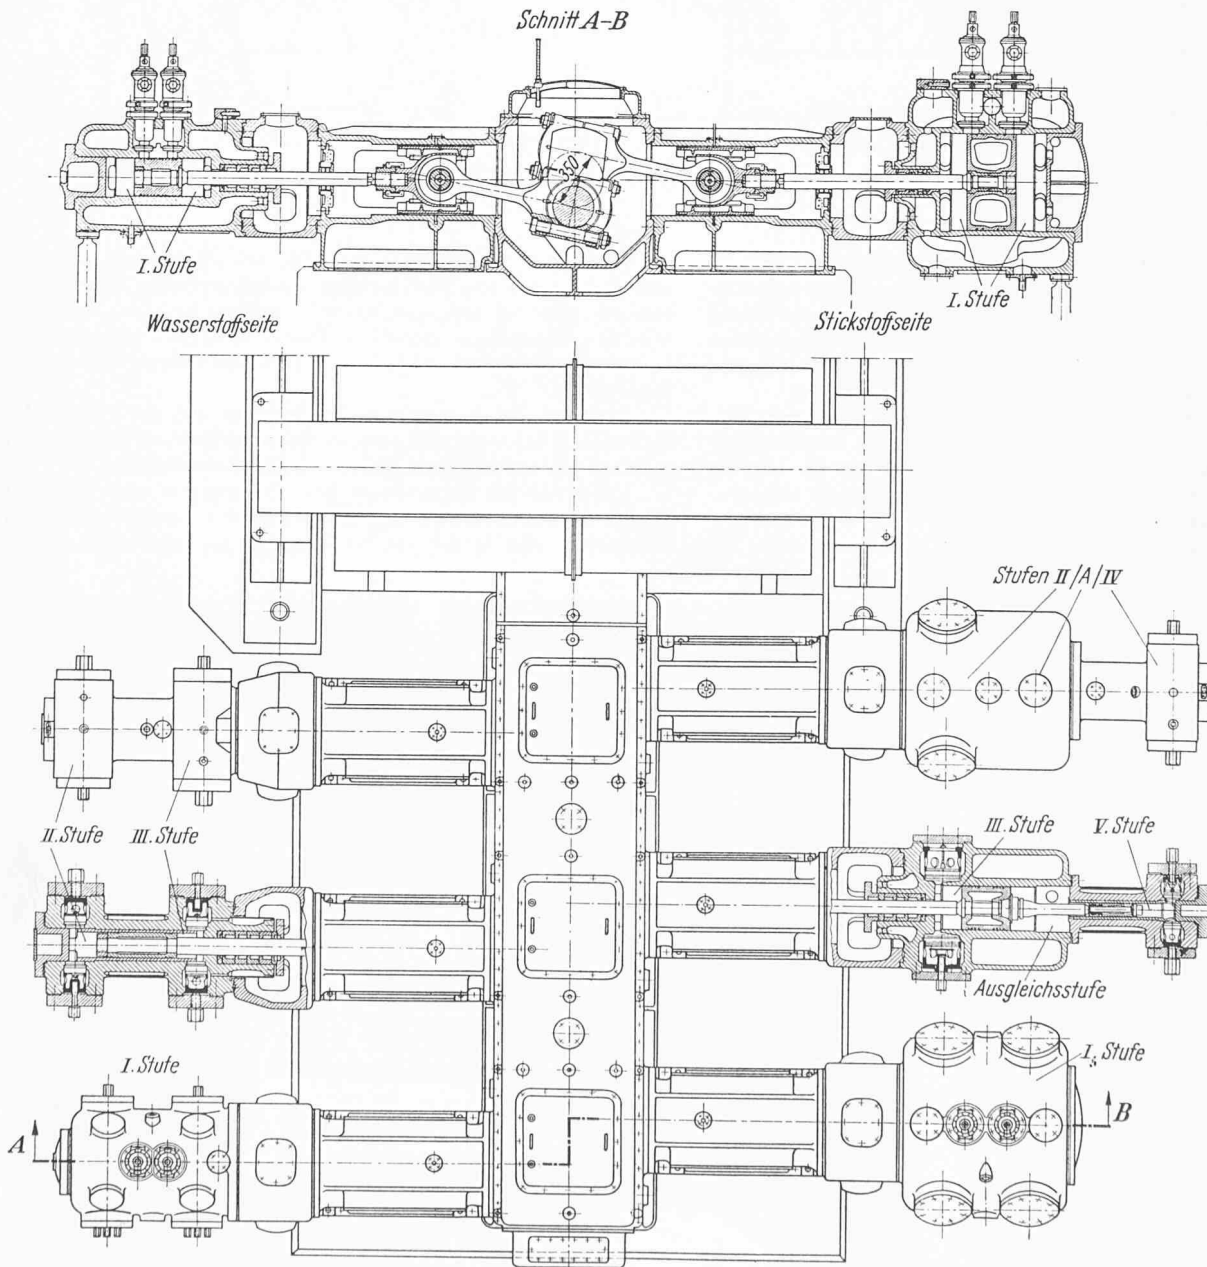 Schnitt A-B
350
I. Stufe
I. Stufe
Wasserstoffseite
Stickstoffseite
Stufen II/A/IV
II. Stufe
III. Stufe
III. Stufe
V. Stufe
Ausgleichsstufe
I. Stufe
I. Stufe
A
B